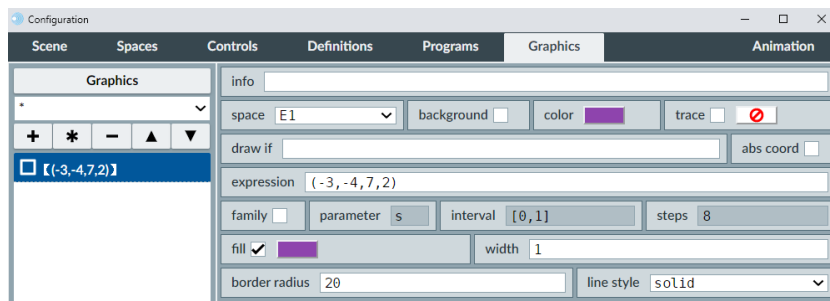 Configuration
Scene Spaces Controls Definitions Programs Graphics Animation
Graphics
*
+ * − ▲ ▼
【(-3,-4,7,2)】
info
space E1 background color trace
draw if abs coord
expression (-3,-4,7,2)
family parameter s interval [0,1] steps 8
fill width 1
border radius 20 line style solid